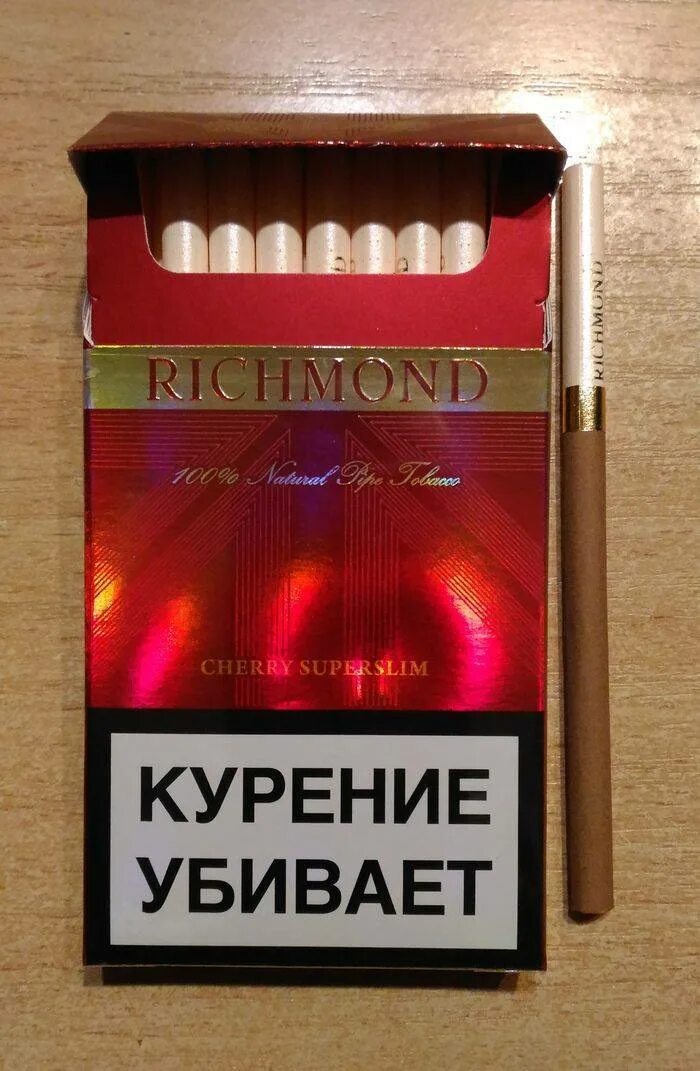 RICHMOND
100% Natural Pipe Tobacco
CHERRY SUPERSLIM
КУРЕНИЕ
УБИВАЕТ
RICHMOND